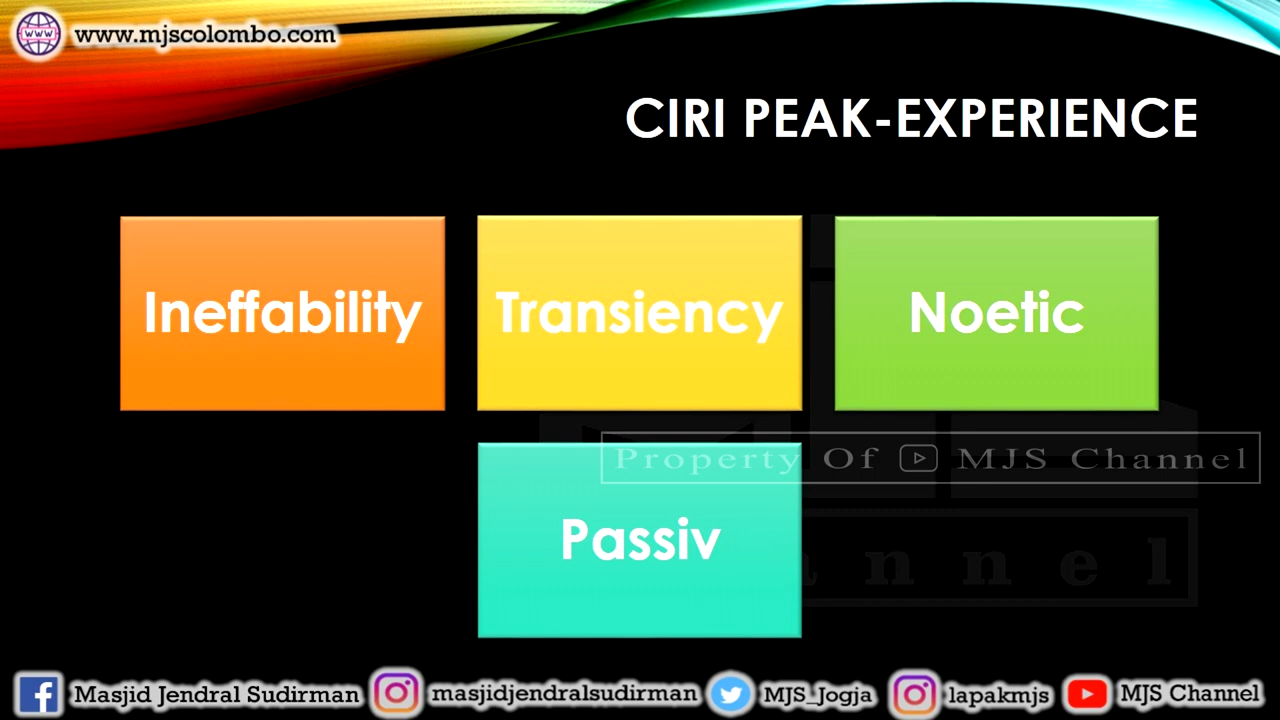 www.mjscolombo.com
CIRI PEAK-EXPERIENCE
Ineffability
Transiency
Noetic
Property Of MJS Channel
Passiv
annel
Masjid Jendral Sudirman
masjidjendralsudirman
MJS_Jogja
lapakmjs
MJS Channel